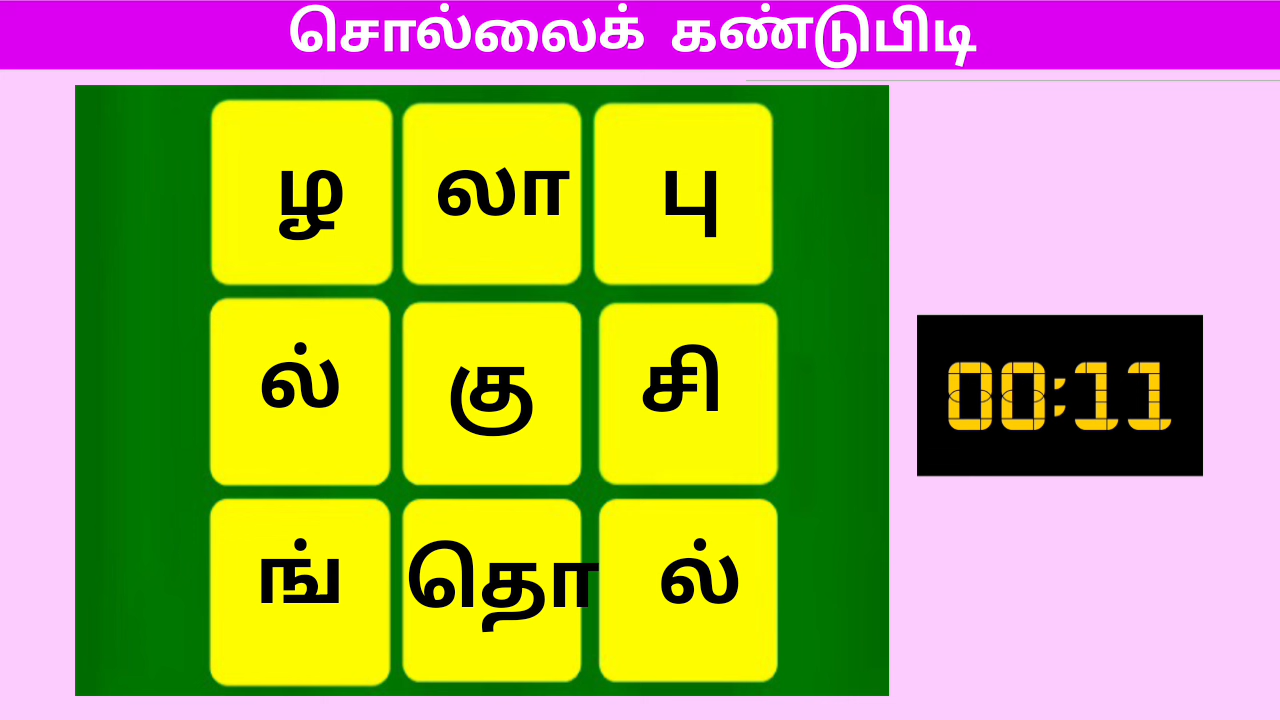 சொல்லைக் கண்டுபிடி
ழ லா பு
ல் கு சி
00:11
ங் தொ ல்